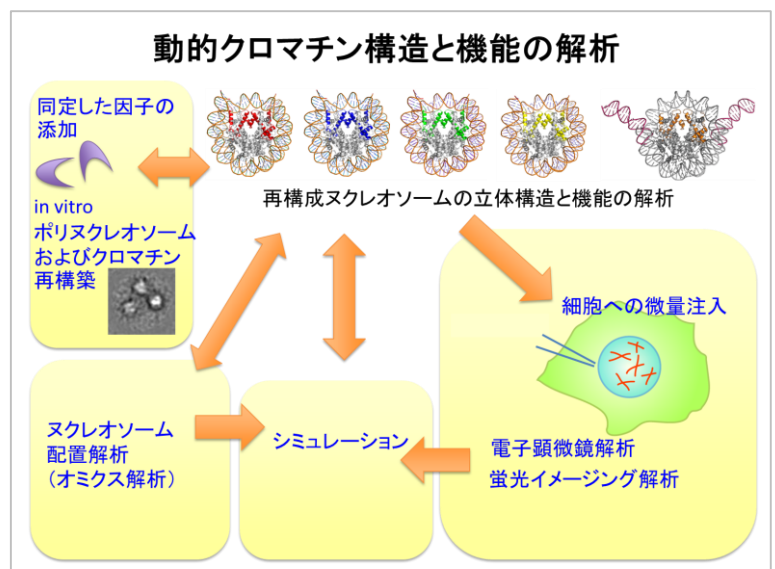 動的クロマチン構造と機能の解析
同定した因子の
添加
in vitro
ポリヌクレオソーム
およびクロマチン
再構築
再構成ヌクレオソームの立体構造と機能の解析
細胞への微量注入
ヌクレオソーム
配置解析
（オミクス解析）
シミュレーション
電子顕微鏡解析
蛍光イメージング解析